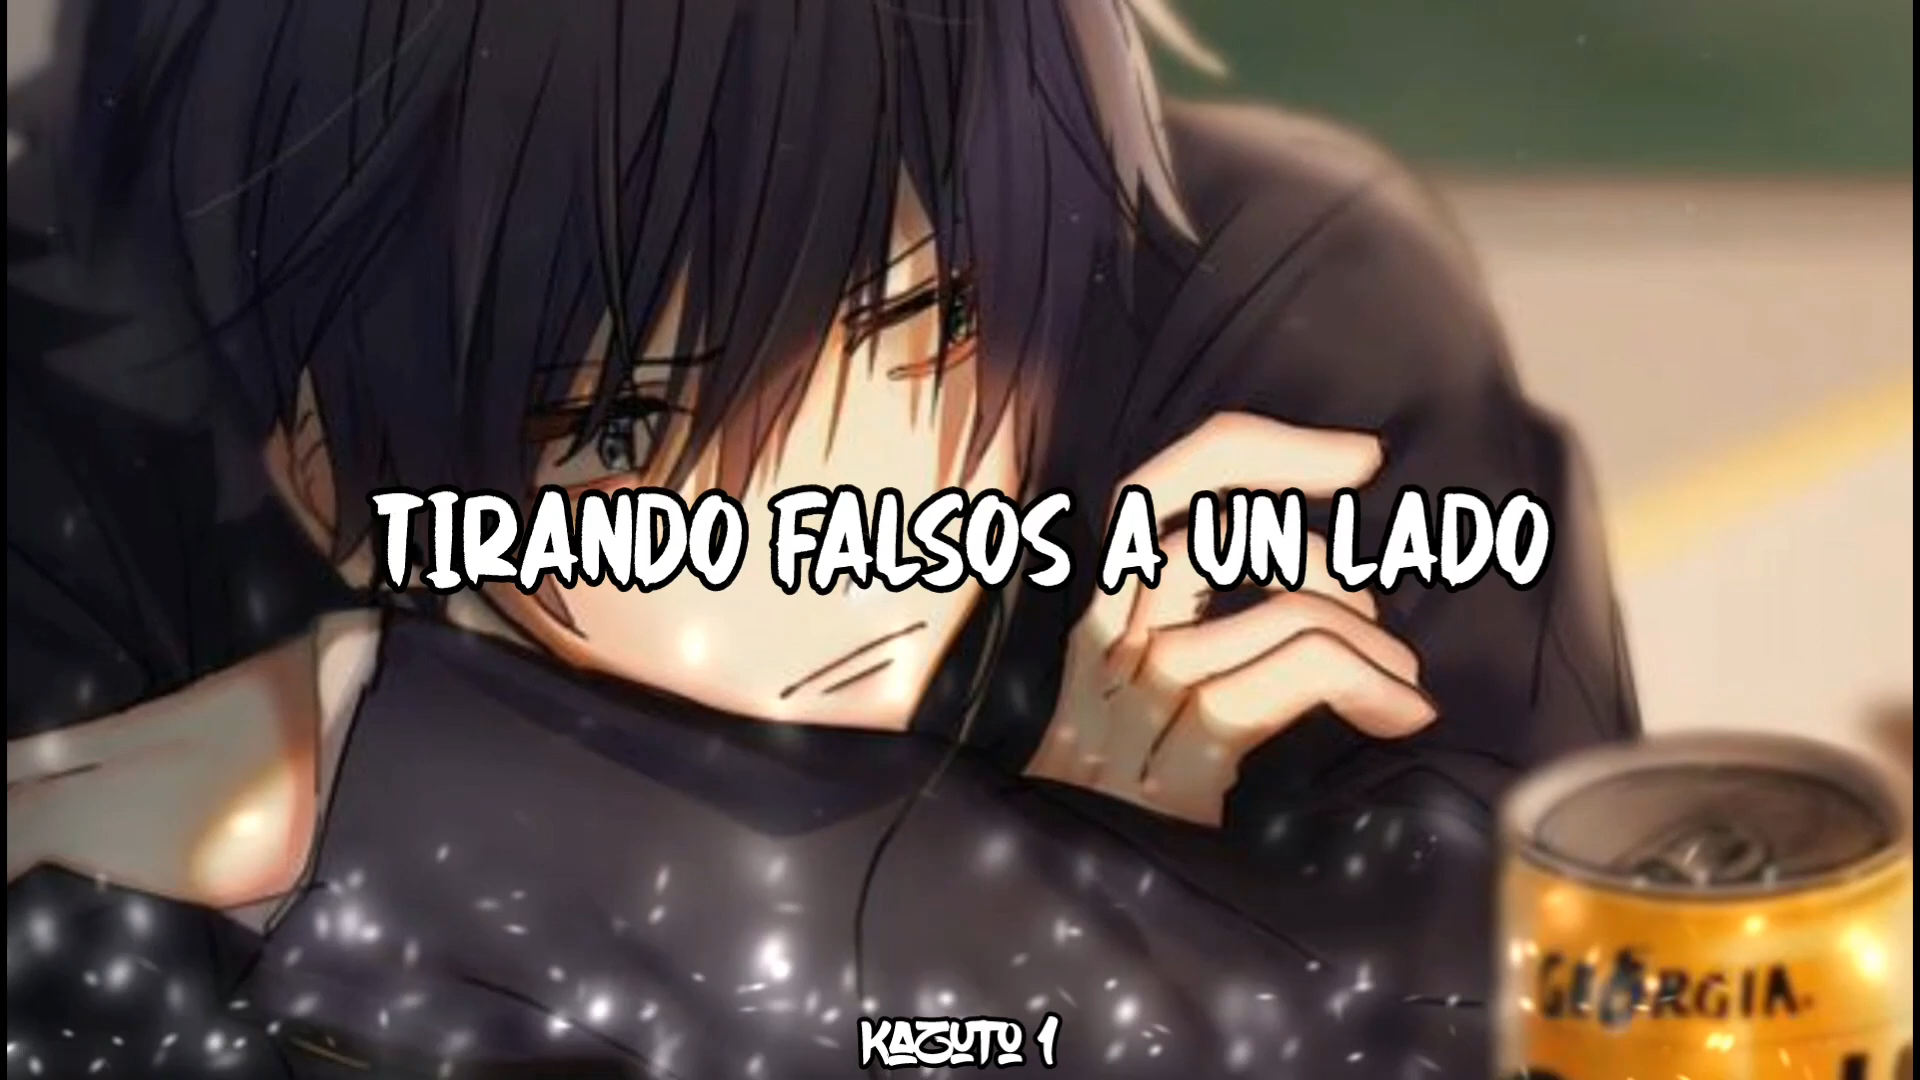 TIRANDO FALSOS A UN LADO
GEORGIA.
KAZUTO 1